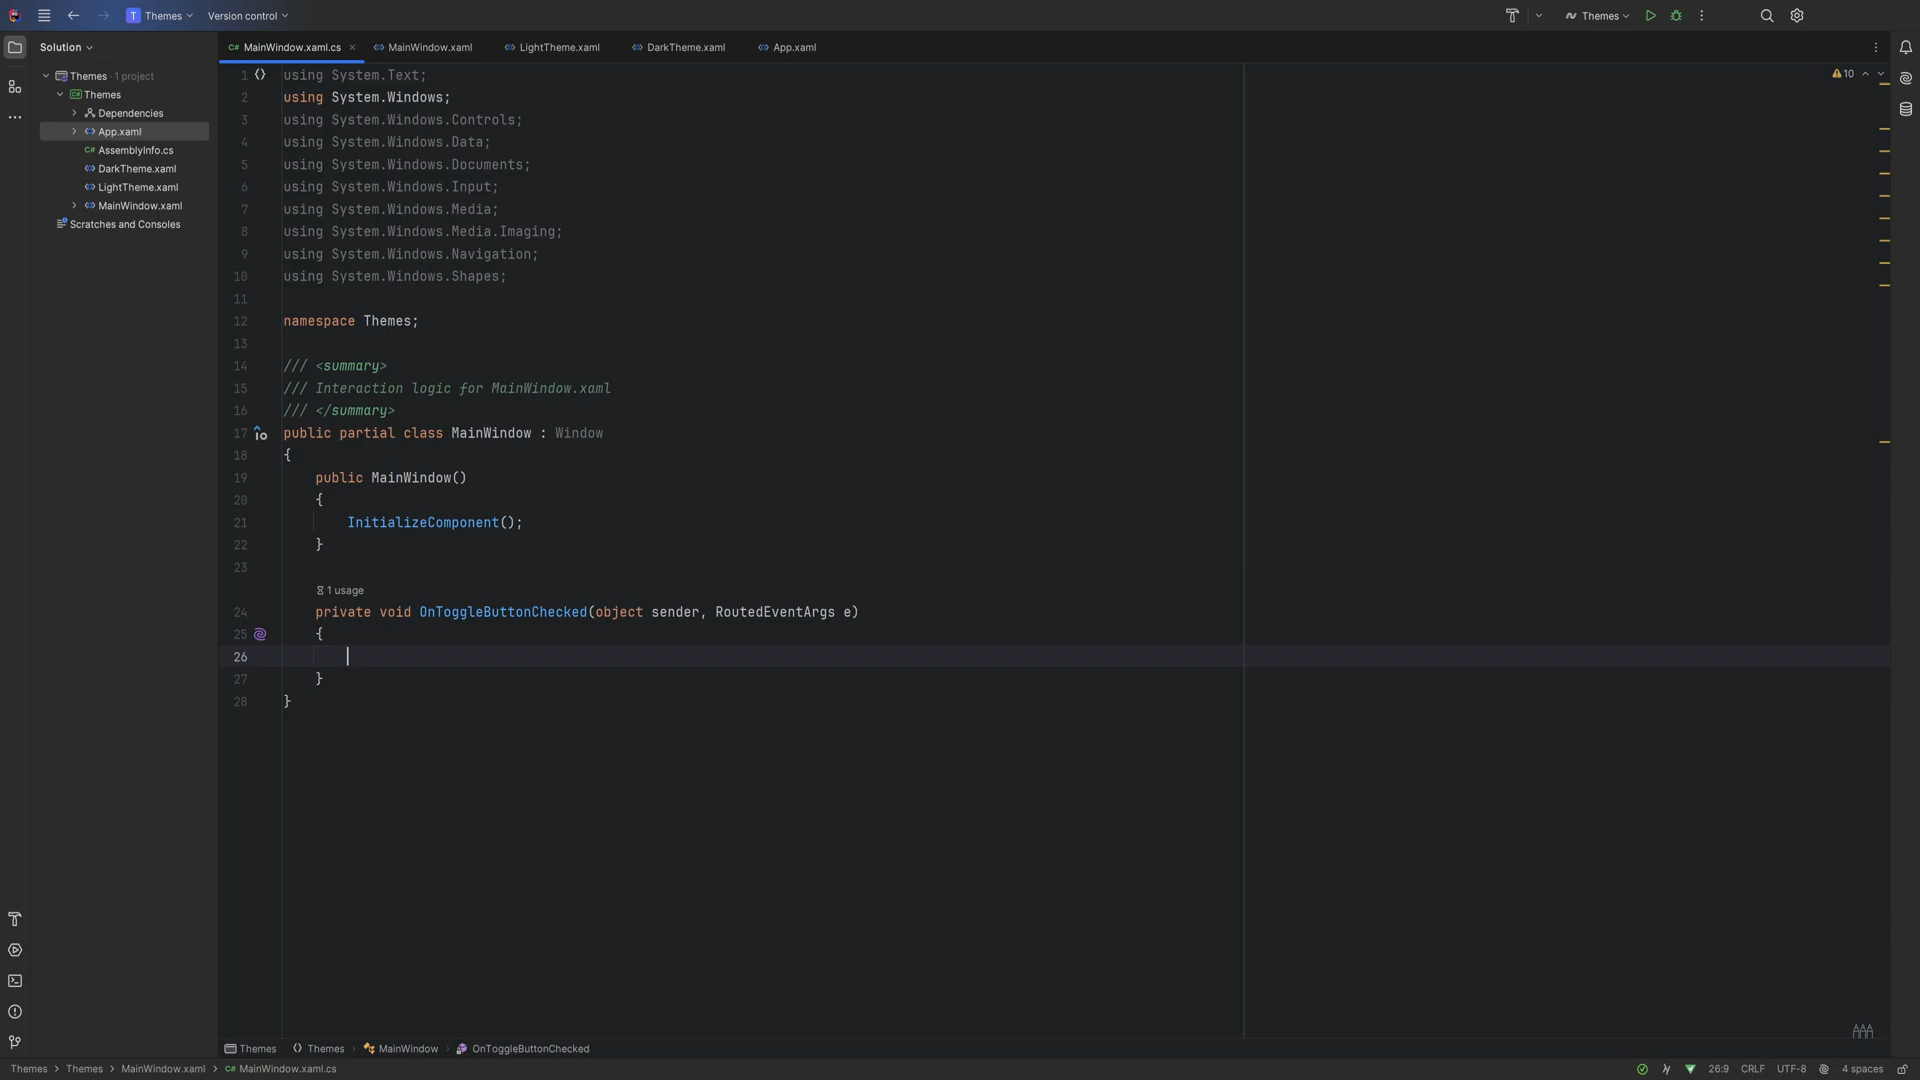 T Themes Version control Themes
Solution
MainWindow.xaml.cs MainWindow.xaml LightTheme.xaml DarkTheme.xaml App.xaml
Themes · 1 project
C# Themes
Dependencies
App.xaml
C# AssemblyInfo.cs
DarkTheme.xaml
LightTheme.xaml
MainWindow.xaml
Scratches and Consoles
10
1 using System.Text;
2 using System.Windows;
3 using System.Windows.Controls;
4 using System.Windows.Data;
5 using System.Windows.Documents;
6 using System.Windows.Input;
7 using System.Windows.Media;
8 using System.Windows.Media.Imaging;
9 using System.Windows.Navigation;
10 using System.Windows.Shapes;
11
12 namespace Themes;
13
14 /// <summary>
15 /// Interaction logic for MainWindow.xaml
16 /// </summary>
17 public partial class MainWindow : Window
18 {
19 public MainWindow()
20 {
21 InitializeComponent();
22 }
23
1 usage
24 private void OnToggleButtonChecked(object sender, RoutedEventArgs e)
25 {
26
27 }
28 }
Themes Themes MainWindow OnToggleButtonChecked
Themes > Themes > MainWindow.xaml > C# MainWindow.xaml.cs
26:9 CRLF UTF-8 4 spaces